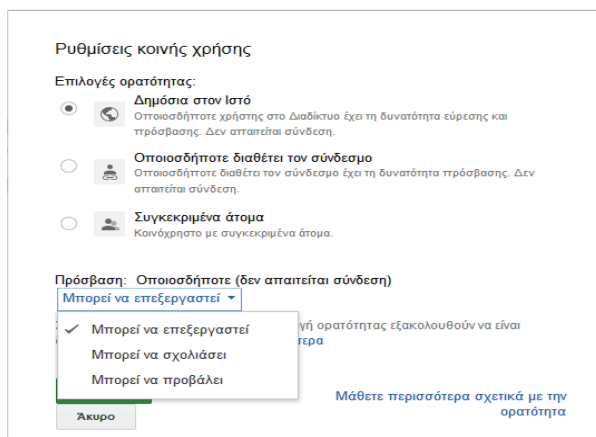 Ρυθμίσεις κοινής χρήσης
Επιλογές ορατότητας:
Δημόσια στον Ιστό
Οποιοσδήποτε χρήστης στο Διαδίκτυο έχει τη δυνατότητα εύρεσης και
πρόσβασης. Δεν απαιτείται σύνδεση.
Οποιοσδήποτε διαθέτει τον σύνδεσμο
Οποιοσδήποτε διαθέτει τον σύνδεσμο έχει τη δυνατότητα πρόσβασης. Δεν
απαιτείται σύνδεση.
Συγκεκριμένα άτομα
Κοινόχρηστο με συγκεκριμένα άτομα.
Πρόσβαση: Οποιοσδήποτε (δεν απαιτείται σύνδεση)
Μπορεί να επεξεργαστεί
Μπορεί να επεξεργαστεί
ορατότητας εξακολουθούν να είναι
Μπορεί να σχολιάσει
Μπορεί να προβάλει
Μάθετε περισσότερα σχετικά με την
ορατότητα
Άκυρο